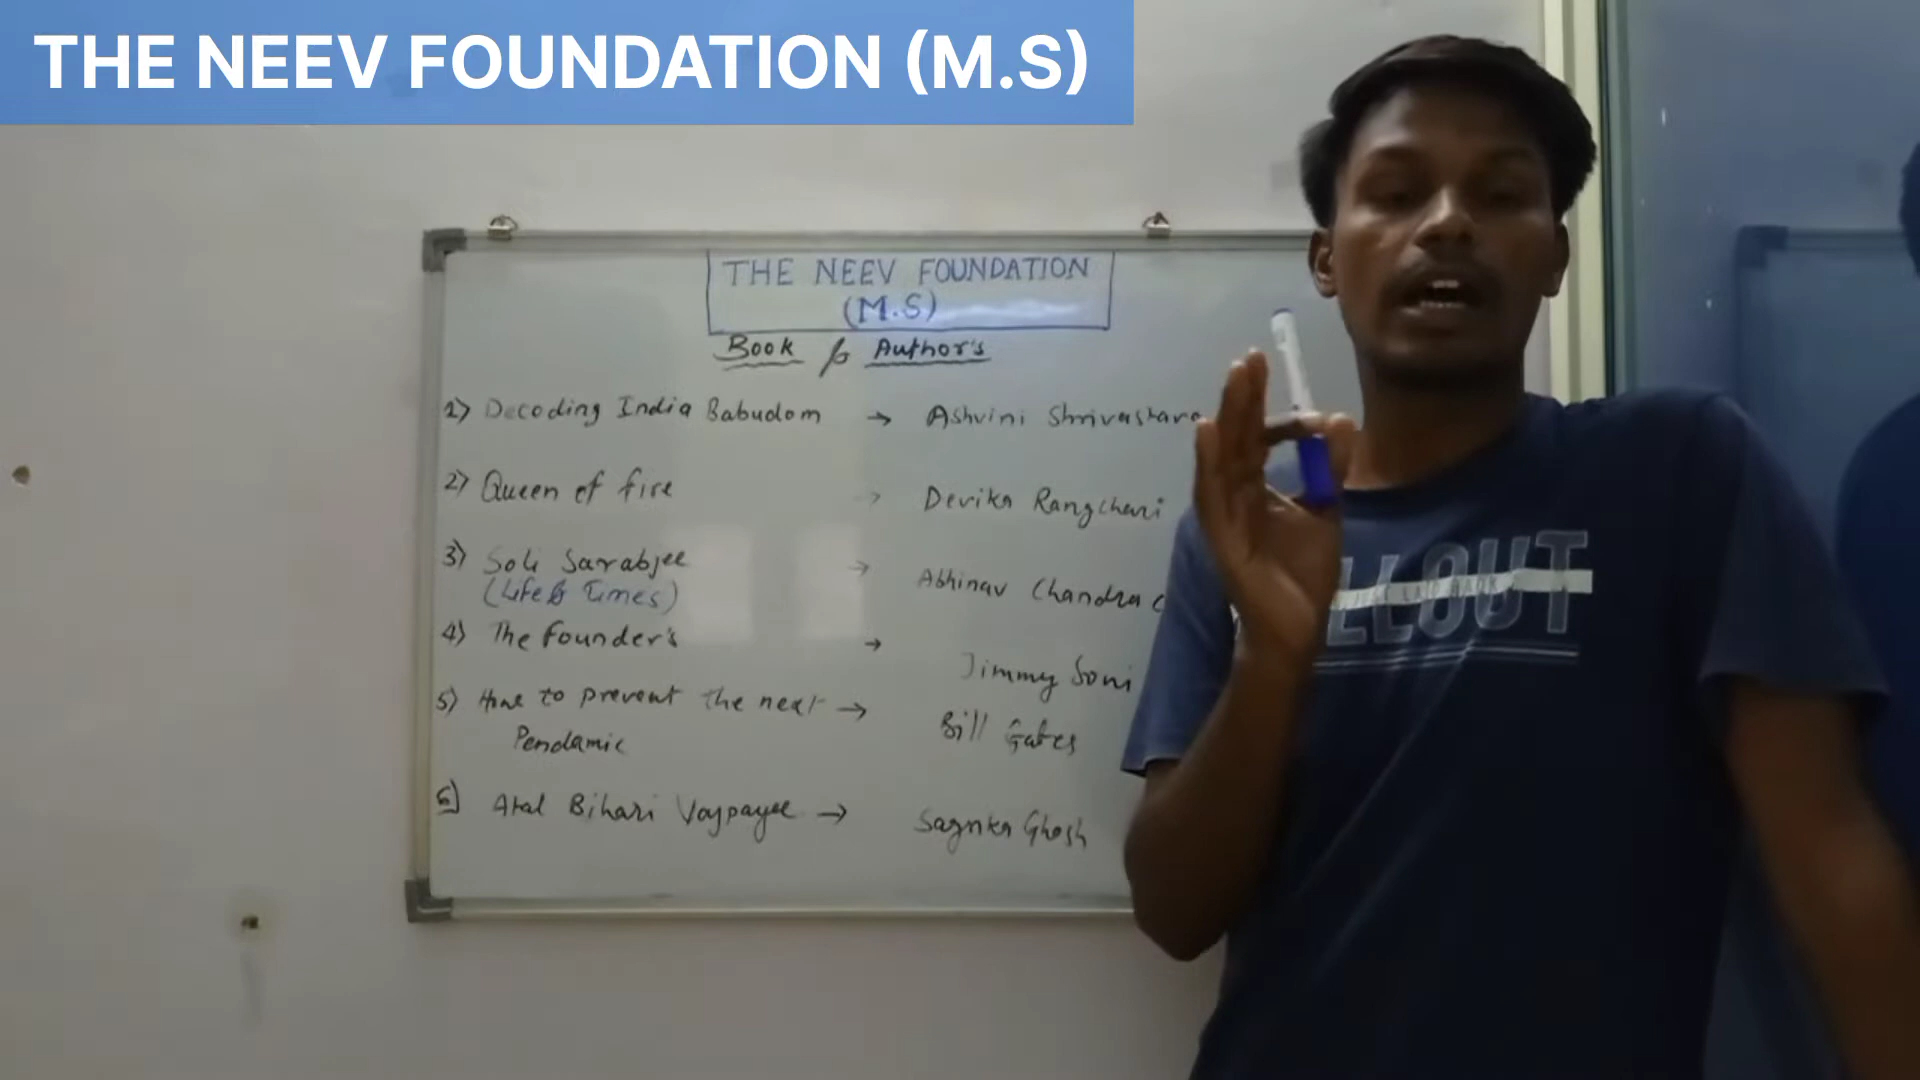 THE NEEV FOUNDATION (M.S)
THE NEEV FOUNDATION
(M.S)
Book & Author's
1) Decoding India Babudom → Ashvini Shrivastava
2) Queen of fire → Devika Rangchari
3) Soli Sarabjee → Abhinav Chandra c
(Life & Times)
4) The Founder's → Jimmy Soni
5) How to prevent the next → Bill Gates
Pendamic
6) Atal Bihari Vajpayee → Sagnika Ghosh
LLOUT